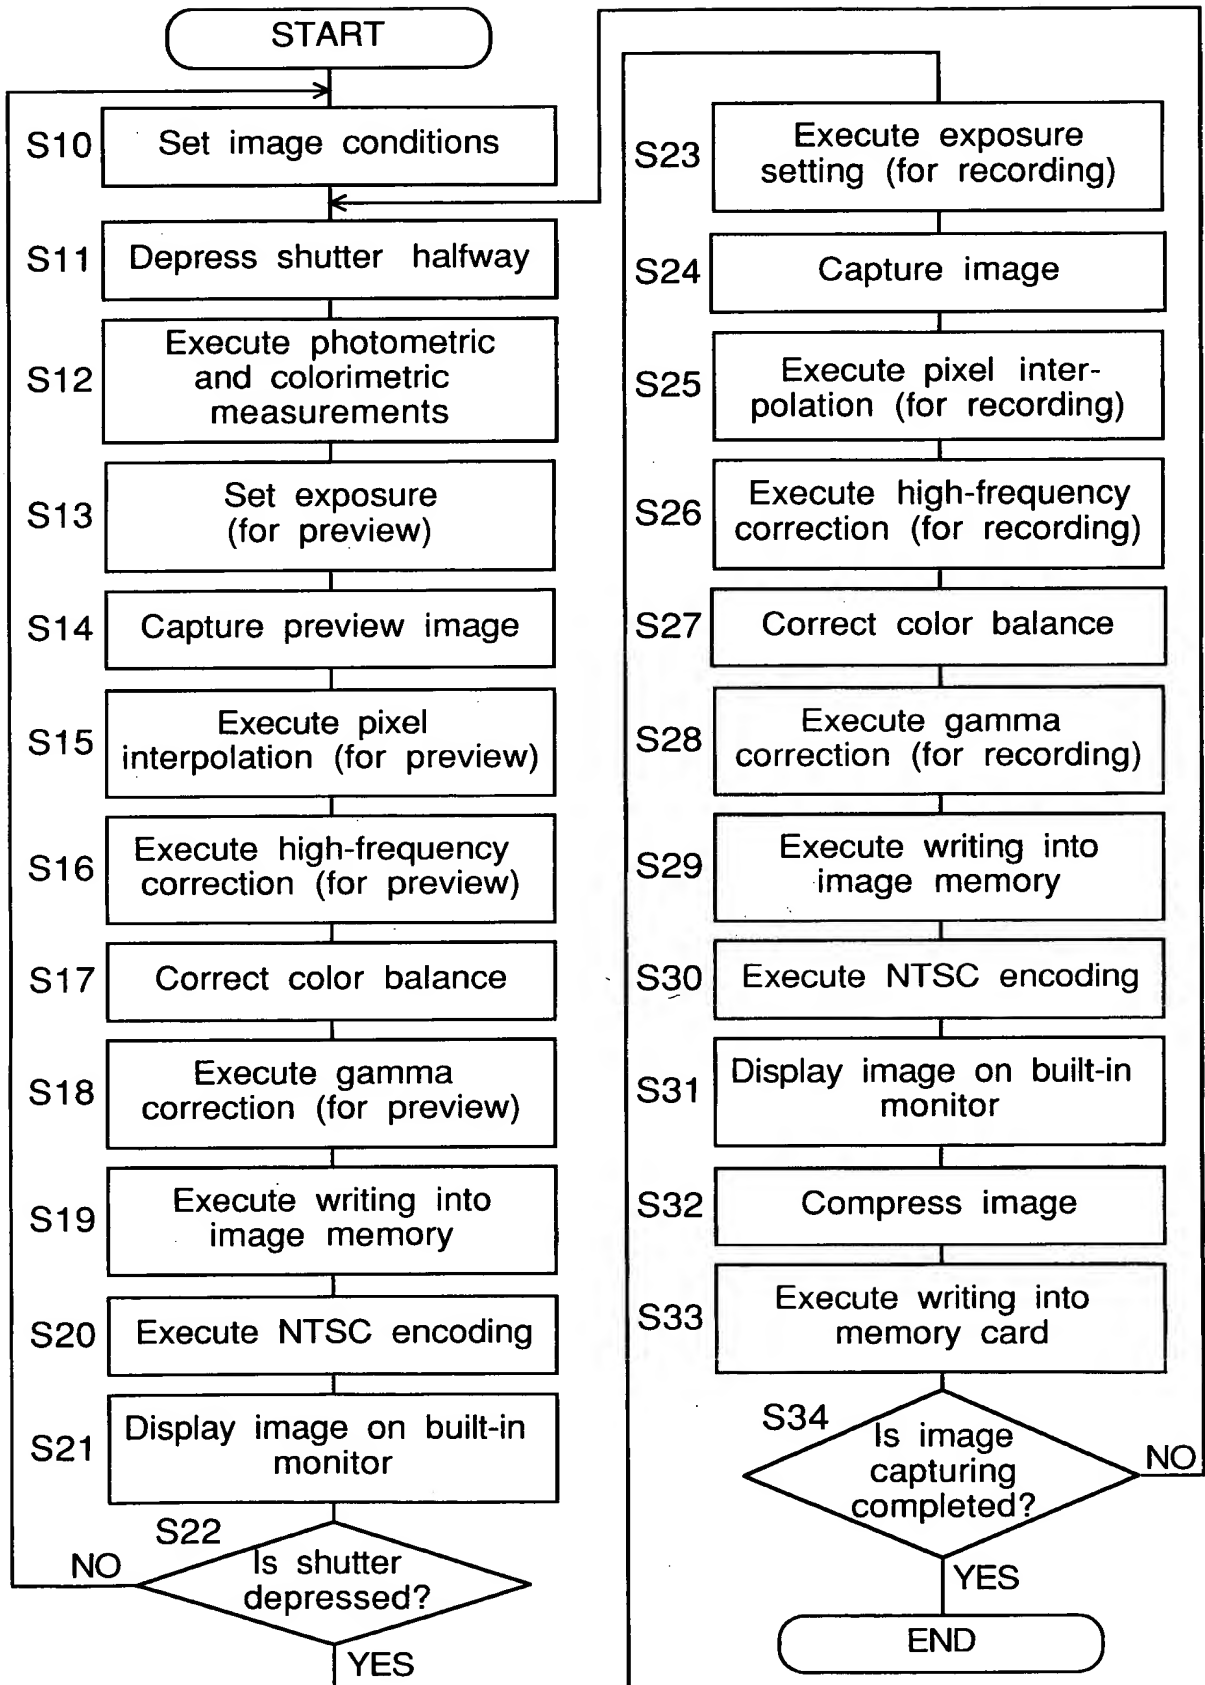 START
S10
Set image conditions
S11
Depress shutter halfway
S12
Execute photometric
and colorimetric
measurements
S13
Set exposure
(for preview)
S14
Capture preview image
S15
Execute pixel
interpolation (for preview)
S16
Execute high-frequency
correction (for preview)
S17
Correct color balance
S18
Execute gamma
correction (for preview)
S19
Execute writing into
image memory
S20
Execute NTSC encoding
S21
Display image on built-in
monitor
S22
Is shutter
depressed?
NO
YES
S23
Execute exposure
setting (for recording)
S24
Capture image
S25
Execute pixel inter-
polation (for recording)
S26
Execute high-frequency
correction (for recording)
S27
Correct color balance
S28
Execute gamma
correction (for recording)
S29
Execute writing into
image memory
S30
Execute NTSC encoding
S31
Display image on built-in
monitor
S32
Compress image
S33
Execute writing into
memory card
S34
Is image
capturing
completed?
NO
YES
END